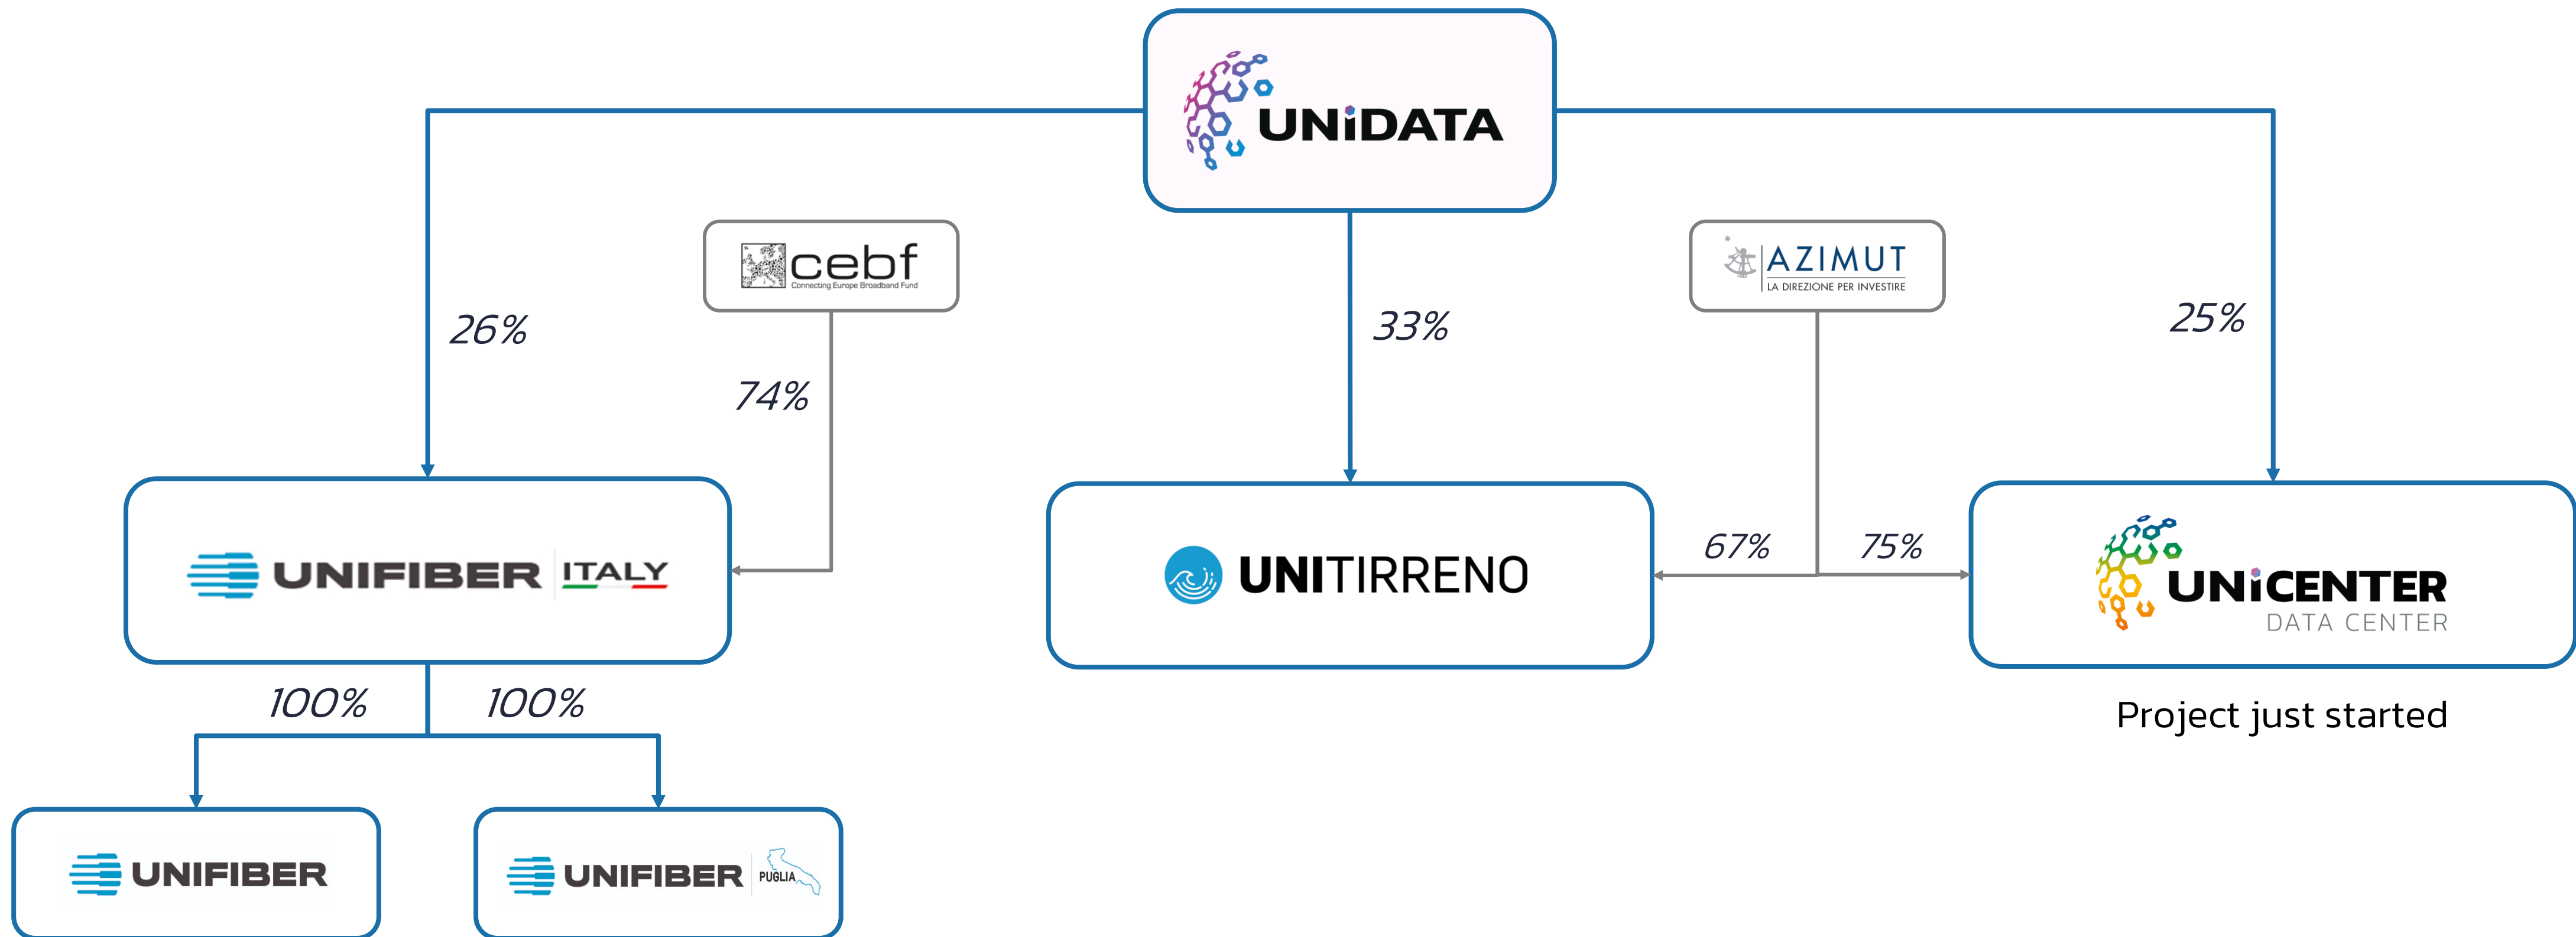 UNiDATA
cebf
Connecting Europe Broadband Fund
AZIMUT
LA DIREZIONE PER INVESTIRE
26%
74%
33%
25%
67%
75%
UNIFIBER ITALY
UNITIRRENO
UNiCENTER
DATA CENTER
100%
100%
Project just started
UNIFIBER
UNIFIBER PUGLIA